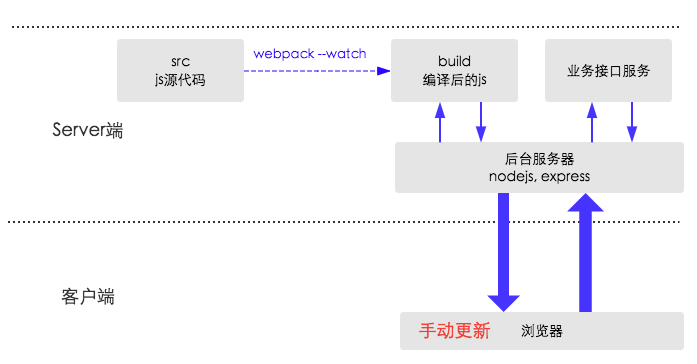 src
js源代码
webpack --watch
build
编译后的js
业务接口服务
Server端
后台服务器
nodejs, express
客户端
手动更新
浏览器